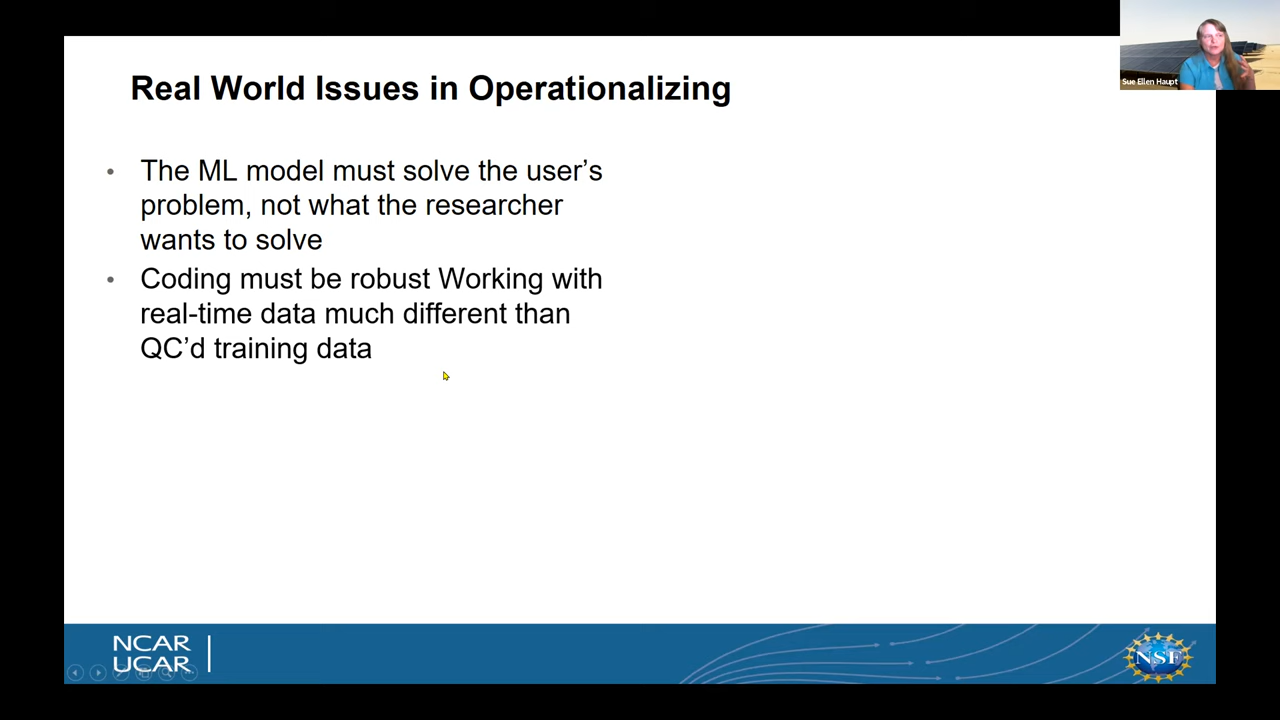 Sue Ellen Haupt
Real World Issues in Operationalizing
• The ML model must solve the user’s
problem, not what the researcher
wants to solve
• Coding must be robust Working with
real-time data much different than
QC’d training data
NCAR
UCAR
NSF